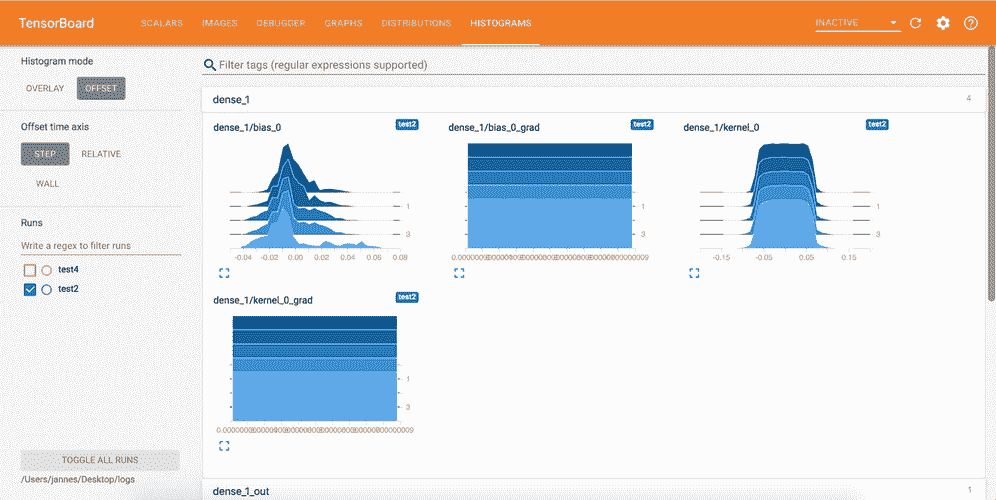 TensorBoard SCALARS IMAGES DEBUGGER GRAPHS DISTRIBUTIONS HISTOGRAMS INACTIVE
Histogram mode
OVERLAY OFFSET
Offset time axis
STEP RELATIVE
WALL
Runs
Write a regex to filter runs
test4
test2
TOGGLE ALL RUNS
/Users/jannes/Desktop/logs
Filter tags (regular expressions supported)
dense_1 4
dense_1/bias_0 test2
1
3
-0.04 -0.02 0.00 0.02 0.04 0.06 0.08
dense_1/bias_0_grad test2
1
3
dense_1/kernel_0 test2
1
3
-0.15 -0.05 0.05 0.15
dense_1/kernel_0_grad test2
1
3
dense_1_out 1